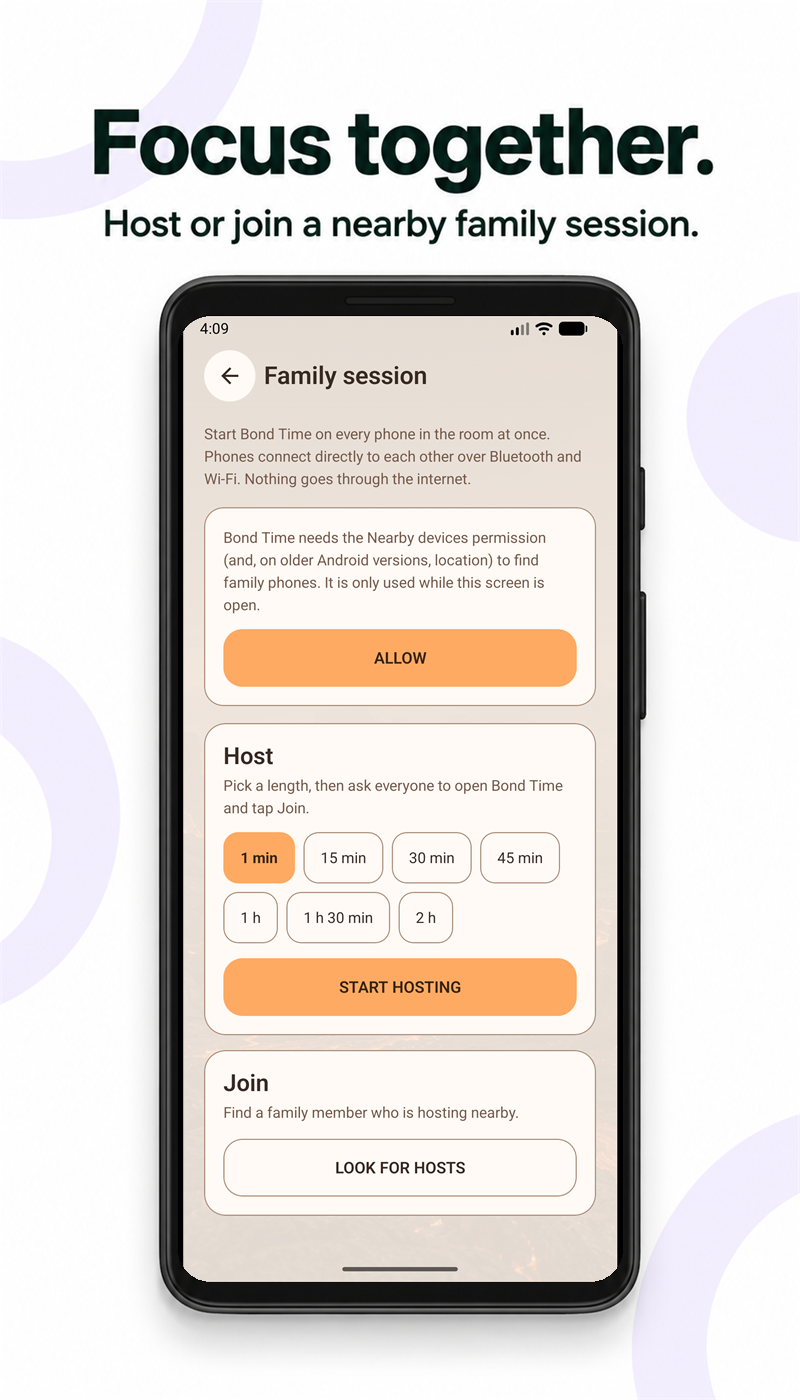 Focus together.
Host or join a nearby family session.
4:09
Family session
Start Bond Time on every phone in the room at once.
Phones connect directly to each other over Bluetooth and
Wi-Fi. Nothing goes through the internet.
Bond Time needs the Nearby devices permission
(and, on older Android versions, location) to find
family phones. It is only used while this screen is
open.
ALLOW
Host
Pick a length, then ask everyone to open Bond Time
and tap Join.
1 min 15 min 30 min 45 min
1 h 1 h 30 min 2 h
START HOSTING
Join
Find a family member who is hosting nearby.
LOOK FOR HOSTS